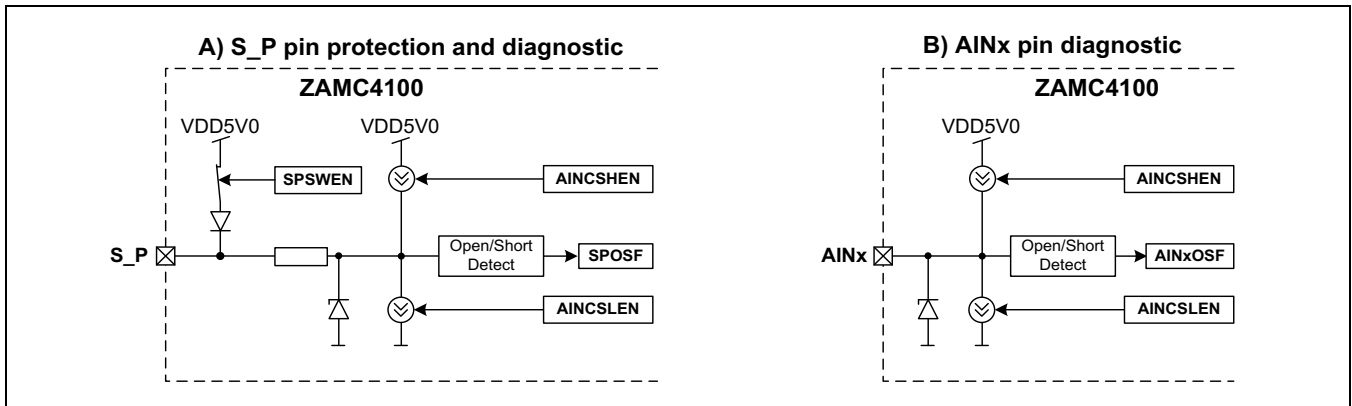 A) S_P pin protection and diagnostic
ZAMC4100
VDD5V0
VDD5V0
SPSWEN
AINCSHEN
S_P
Open/Short
Detect
SPOSF
AINCSLEN
B) AINx pin diagnostic
ZAMC4100
VDD5V0
AINCSHEN
AINx
Open/Short
Detect
AINxOSF
AINCSLEN